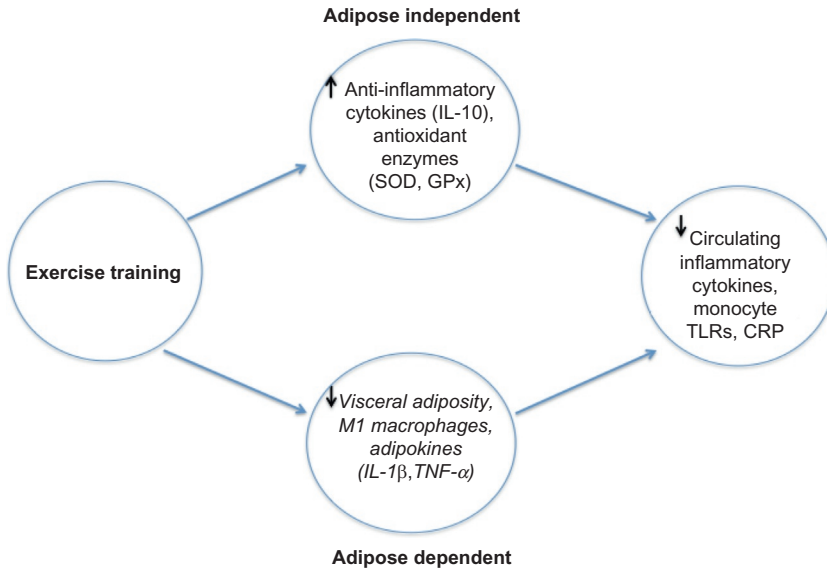 Adipose independent
↑ Anti-inflammatory
cytokines (IL-10),
antioxidant
enzymes
(SOD, GPx)
Exercise training
↓ Circulating
inflammatory
cytokines,
monocyte
TLRs, CRP
↓ Visceral adiposity,
M1 macrophages,
adipokines
(IL-1β,TNF-α)
Adipose dependent